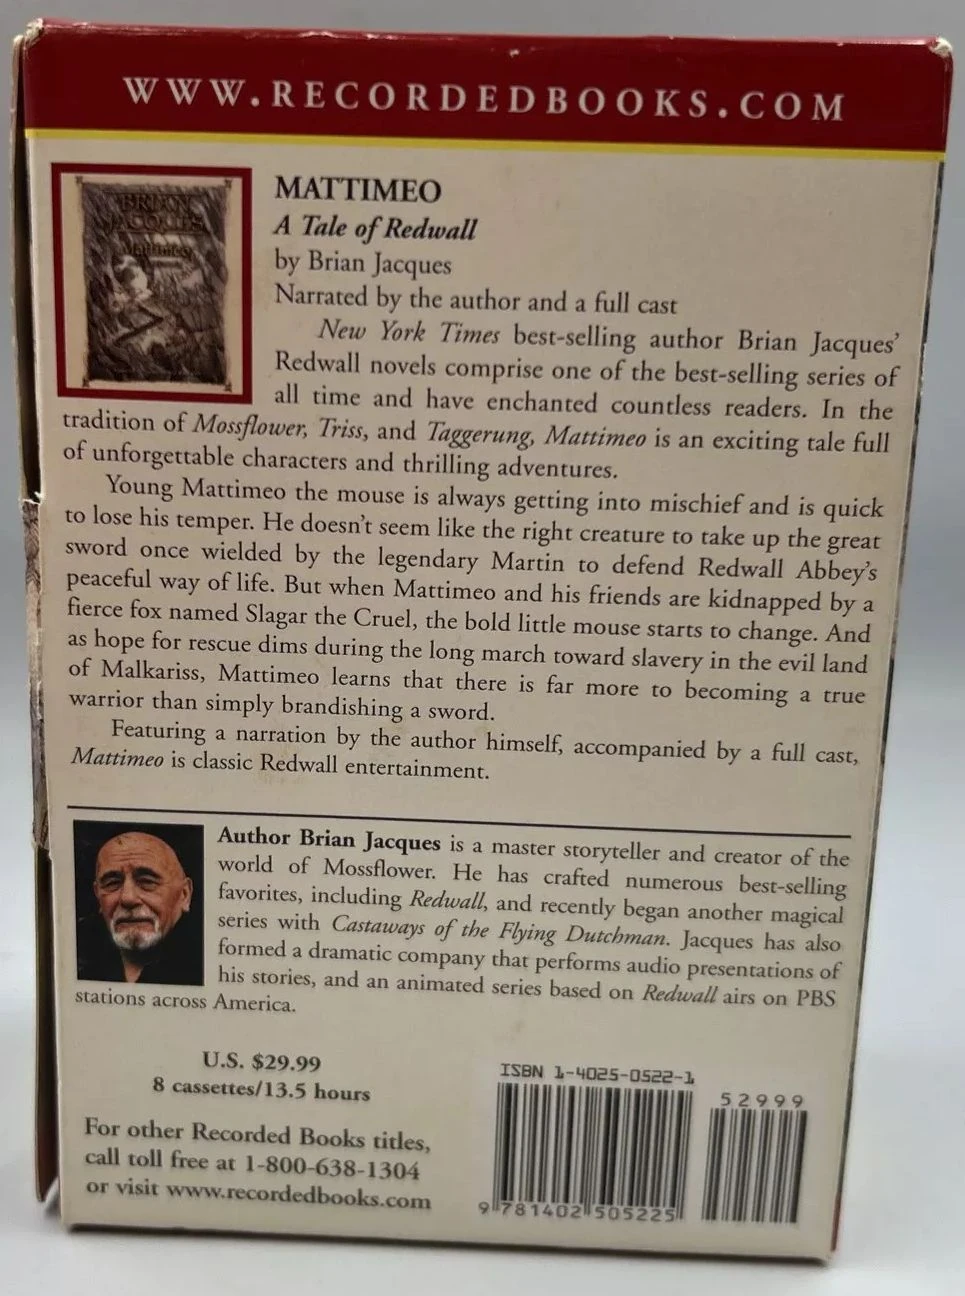 WWW.RECORDEDBOOKS.COM
BRIAN
JACQUES
Mattimeo
MATTIMEO
A Tale of Redwall
by Brian Jacques
Narrated by the author and a full cast
New York Times best-selling author Brian Jacques'
Redwall novels comprise one of the best-selling series of
all time and have enchanted countless readers. In the
tradition of Mossflower, Triss, and Taggerung, Mattimeo is an exciting tale full
of unforgettable characters and thrilling adventures.
Young Mattimeo the mouse is always getting into mischief and is quick
to lose his temper. He doesn't seem like the right creature to take up the great
sword once wielded by the legendary Martin to defend Redwall Abbey's
peaceful way of life. But when Mattimeo and his friends are kidnapped by a
fierce fox named Slagar the Cruel, the bold little mouse starts to change. And
as hope for rescue dims during the long march toward slavery in the evil land
of Malkariss, Mattimeo learns that there is far more to becoming a true
warrior than simply brandishing a sword.
Featuring a narration by the author himself, accompanied by a full cast,
Mattimeo is classic Redwall entertainment.
Author Brian Jacques is a master storyteller and creator of the
world of Mossflower. He has crafted numerous best-selling
favorites, including Redwall, and recently began another magical
series with Castaways of the Flying Dutchman. Jacques has also
formed a dramatic company that performs audio presentations of
his stories, and an animated series based on Redwall airs on PBS
stations across America.
U.S. $29.99
8 cassettes/13.5 hours
For other Recorded Books titles,
call toll free at 1-800-638-1304
or visit www.recordedbooks.com
ISBN 1-4025-0522-1
52999
9 781402 505225